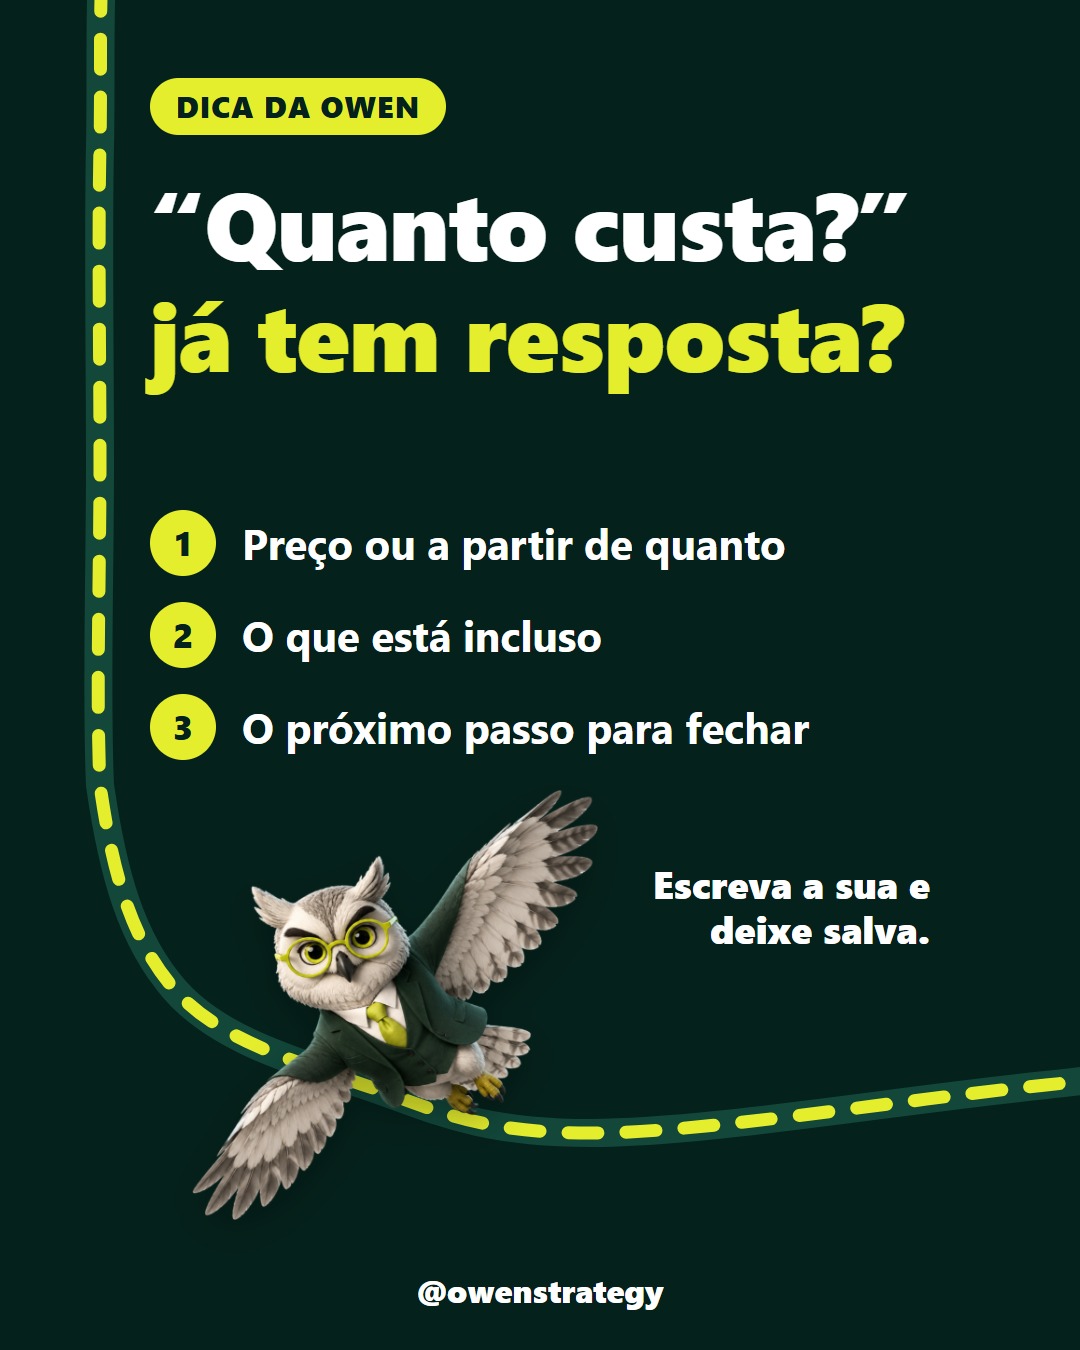 DICA DA OWEN
“Quanto custa?”
já tem resposta?
1 Preço ou a partir de quanto
2 O que está incluso
3 O próximo passo para fechar
Escreva a sua e
deixe salva.
@owenstrategy